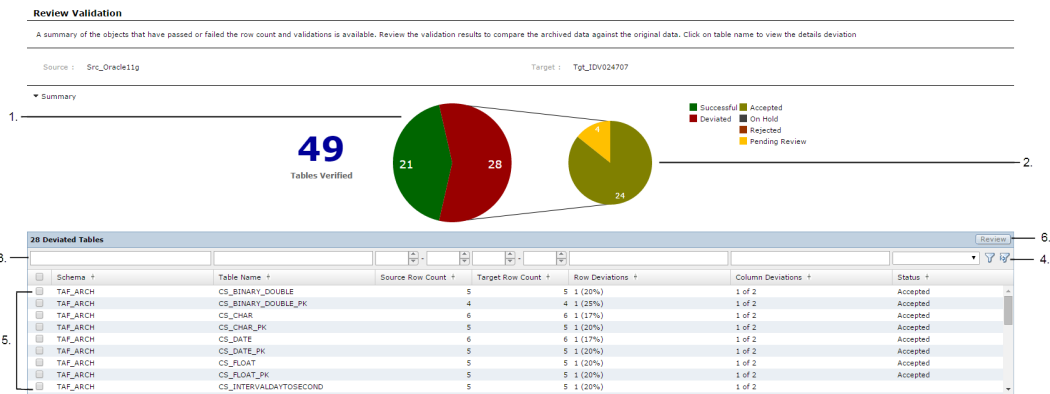 Review Validation
A summary of the objects that have passed or failed the row count and validations is available. Review the validation results to compare the archived data against the original data. Click on table name to view the details deviation
Source : Src_Oracle11g Target : Tgt_IDV024707
Summary
1.
49
Tables Verified
21 28
4
24
Successful Accepted
Deviated On Hold
Rejected
Pending Review
2.
28 Deviated Tables Review
6.
3. - - 4.
Schema Table Name Source Row Count Target Row Count Row Deviations Column Deviations Status
TAF_ARCH CS_BINARY_DOUBLE 5 5 1 (20%) 1 of 2 Accepted
TAF_ARCH CS_BINARY_DOUBLE_PK 4 4 1 (25%) 1 of 2 Accepted
TAF_ARCH CS_CHAR 6 6 1 (17%) 1 of 2 Accepted
TAF_ARCH CS_CHAR_PK 5 5 1 (20%) 1 of 2 Accepted
5.
TAF_ARCH CS_DATE 6 6 1 (17%) 1 of 2 Accepted
TAF_ARCH CS_DATE_PK 5 5 1 (20%) 1 of 2 Accepted
TAF_ARCH CS_FLOAT 5 5 1 (20%) 1 of 2 Accepted
TAF_ARCH CS_FLOAT_PK 5 5 1 (20%) 1 of 2 Accepted
TAF_ARCH CS_INTERVALDAYTOSECOND 5 5 1 (20%) 1 of 2